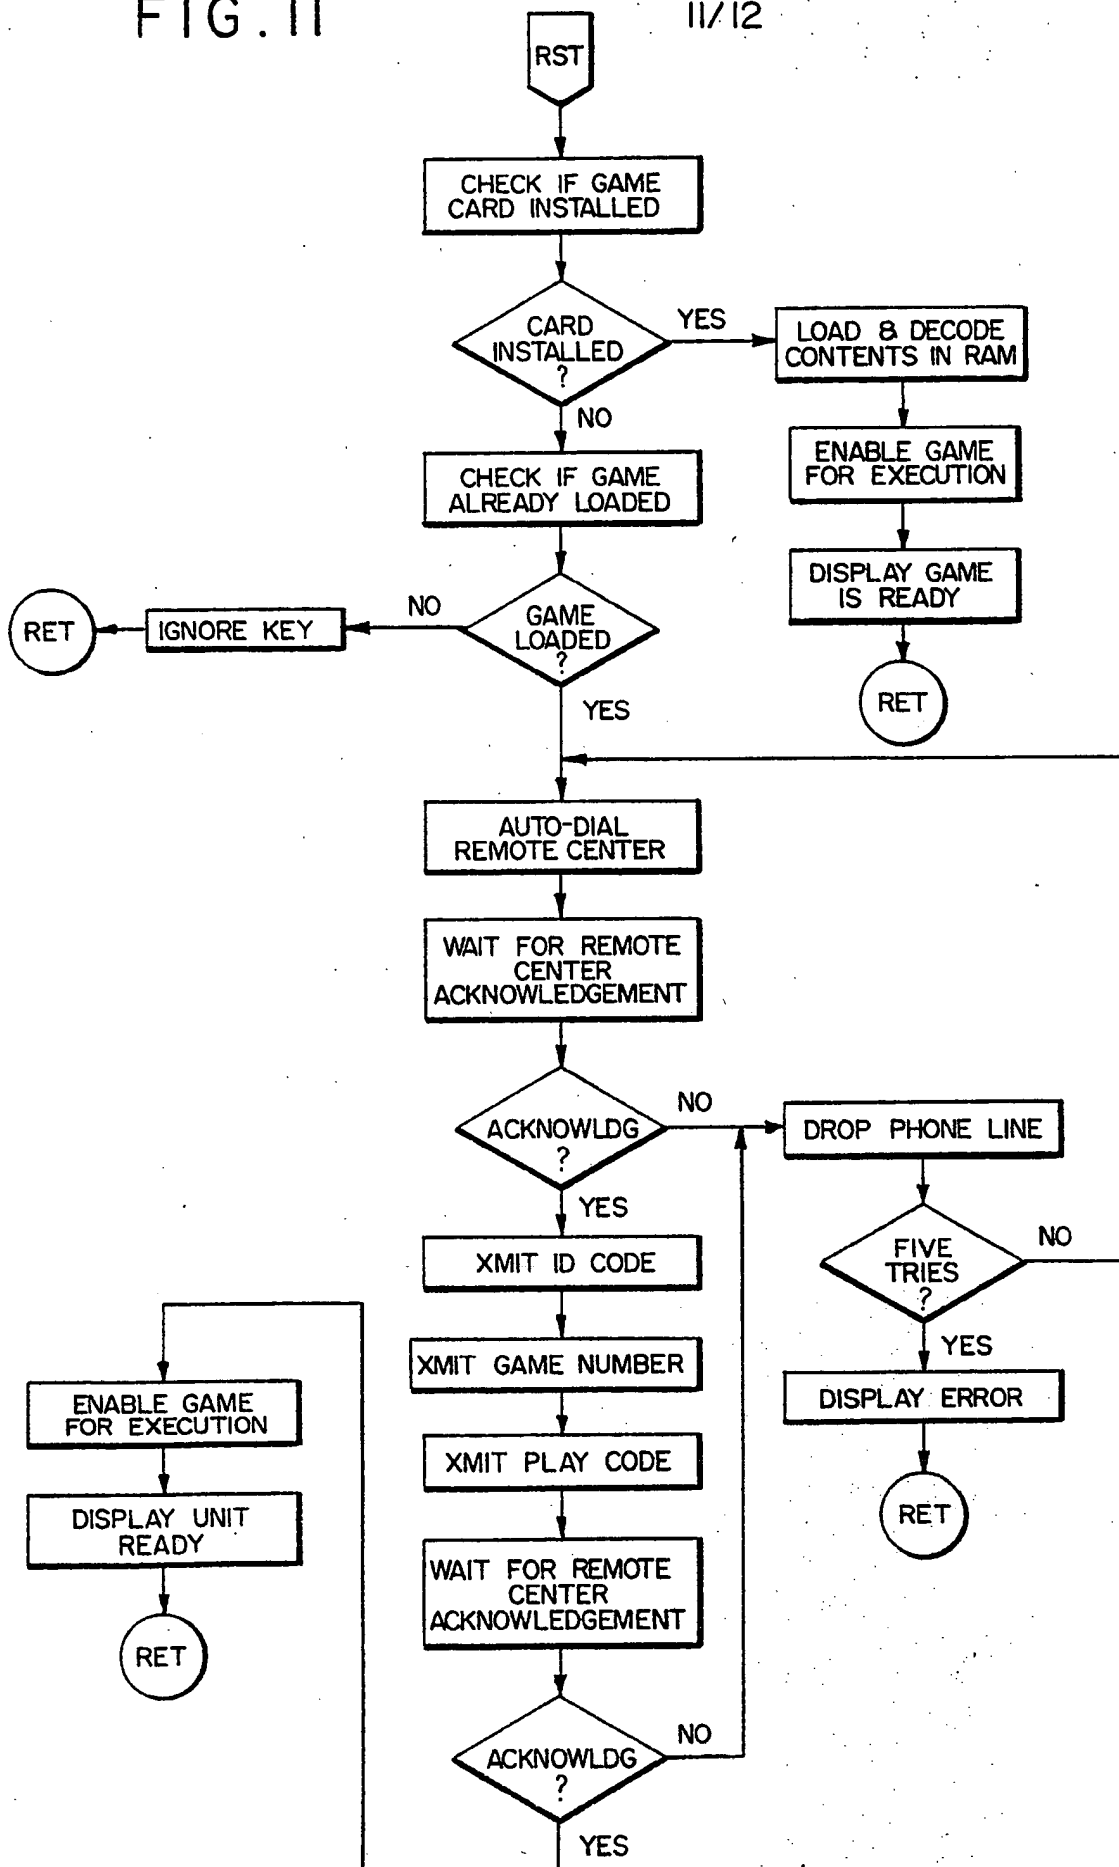 FIG. 11
11/12
RST
CHECK IF GAME
CARD INSTALLED
CARD
INSTALLED
?
YES
LOAD & DECODE
CONTENTS IN RAM
NO
ENABLE GAME
FOR EXECUTION
CHECK IF GAME
ALREADY LOADED
DISPLAY GAME
IS READY
RET
IGNORE KEY
NO
GAME
LOADED
?
RET
YES
AUTO-DIAL
REMOTE CENTER
WAIT FOR REMOTE
CENTER
ACKNOWLEDGEMENT
ACKNOWLDG
?
NO
DROP PHONE LINE
YES
XMIT ID CODE
FIVE
TRIES
?
NO
YES
XMIT GAME NUMBER
DISPLAY ERROR
ENABLE GAME
FOR EXECUTION
XMIT PLAY CODE
RET
DISPLAY UNIT
READY
WAIT FOR REMOTE
CENTER
ACKNOWLEDGEMENT
RET
ACKNOWLDG
?
NO
YES